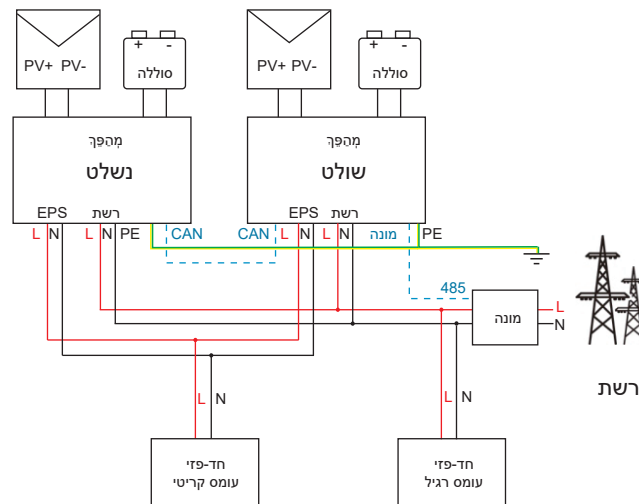 PV+ PV-
+ -
סוללה
PV+ PV-
+ -
סוללה
מְהַפֵּךְ
נשלט
מְהַפֵּךְ
שולט
EPS
רשת
EPS
רשת
L N
L N PE
CAN
CAN
L N
L N
מונה
PE
485
מונה
L
N
רשת
L N
L N
חד-פזי
עומס קריטי
חד-פזי
עומס רגיל